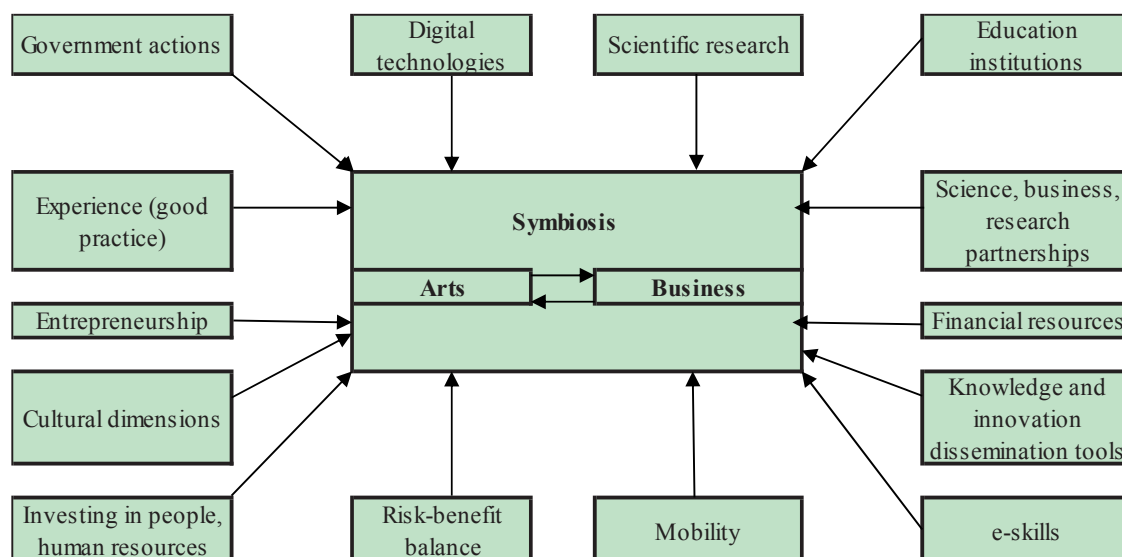 Government actions
Digital
technologies
Scientific research
Education
institutions
Experience (good
practice)
Symbiosis
Science, business,
research
partnerships
Arts
Business
Entrepreneurship
Financial resources
Cultural dimensions
Knowledge and
innovation
dissemination tools
Investing in people,
human resources
Risk-benefit
balance
Mobility
e-skills